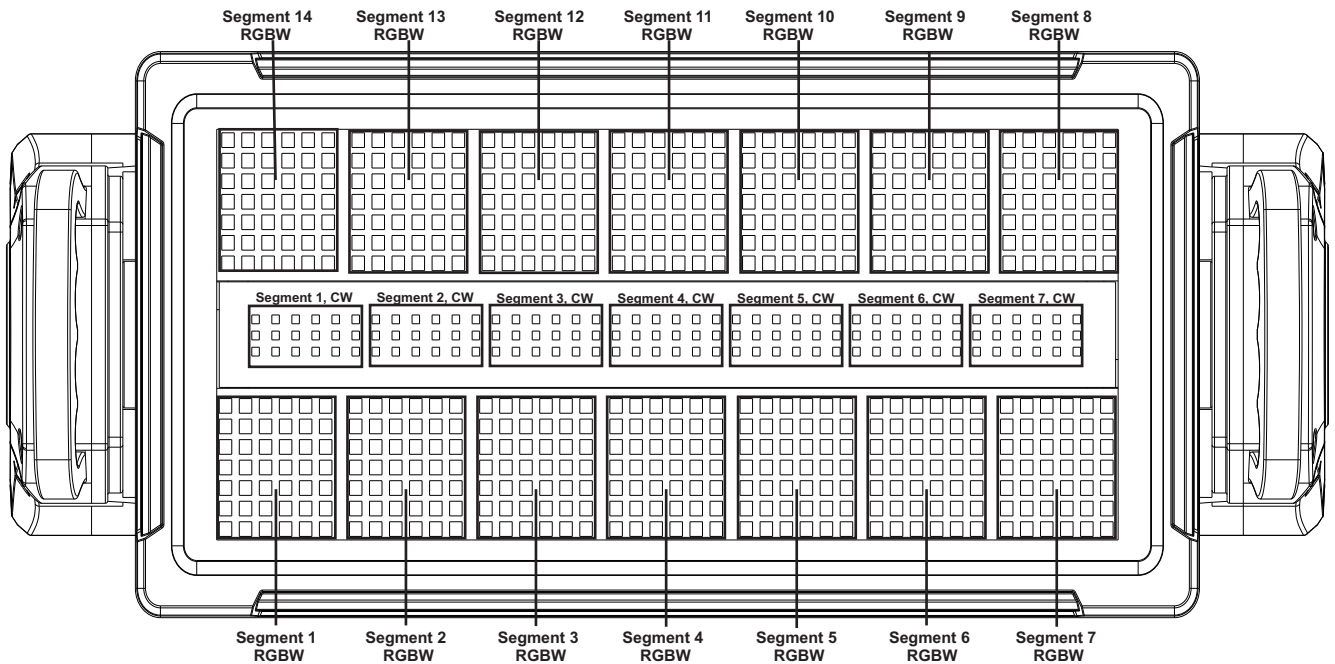 Segment 14
RGBW
Segment 13
RGBW
Segment 12
RGBW
Segment 11
RGBW
Segment 10
RGBW
Segment 9
RGBW
Segment 8
RGBW
Segment 1, CW
Segment 2, CW
Segment 3, CW
Segment 4, CW
Segment 5, CW
Segment 6, CW
Segment 7, CW
Segment 1
RGBW
Segment 2
RGBW
Segment 3
RGBW
Segment 4
RGBW
Segment 5
RGBW
Segment 6
RGBW
Segment 7
RGBW